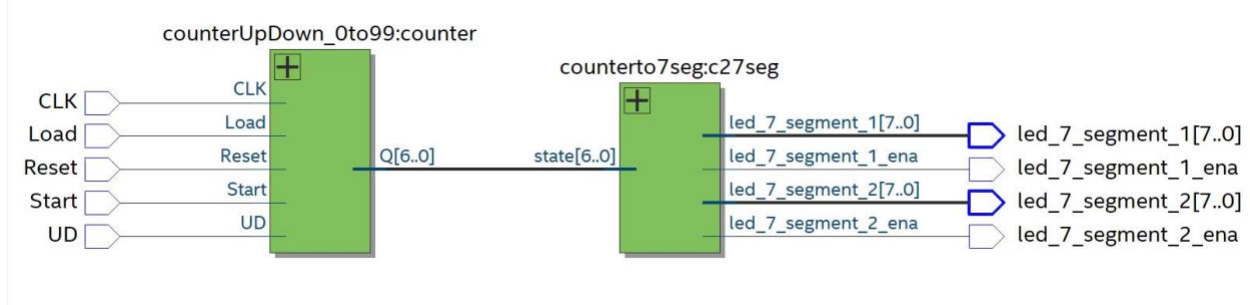 counterUpDown_0to99:counter
counterto7seg:c27seg
CLK
CLK
Load
Load
Reset
Reset
Start
Start
UD
UD
Q[6..0]
state[6..0]
led_7_segment_1[7..0]
led_7_segment_1[7..0]
led_7_segment_1_ena
led_7_segment_1_ena
led_7_segment_2[7..0]
led_7_segment_2[7..0]
led_7_segment_2_ena
led_7_segment_2_ena